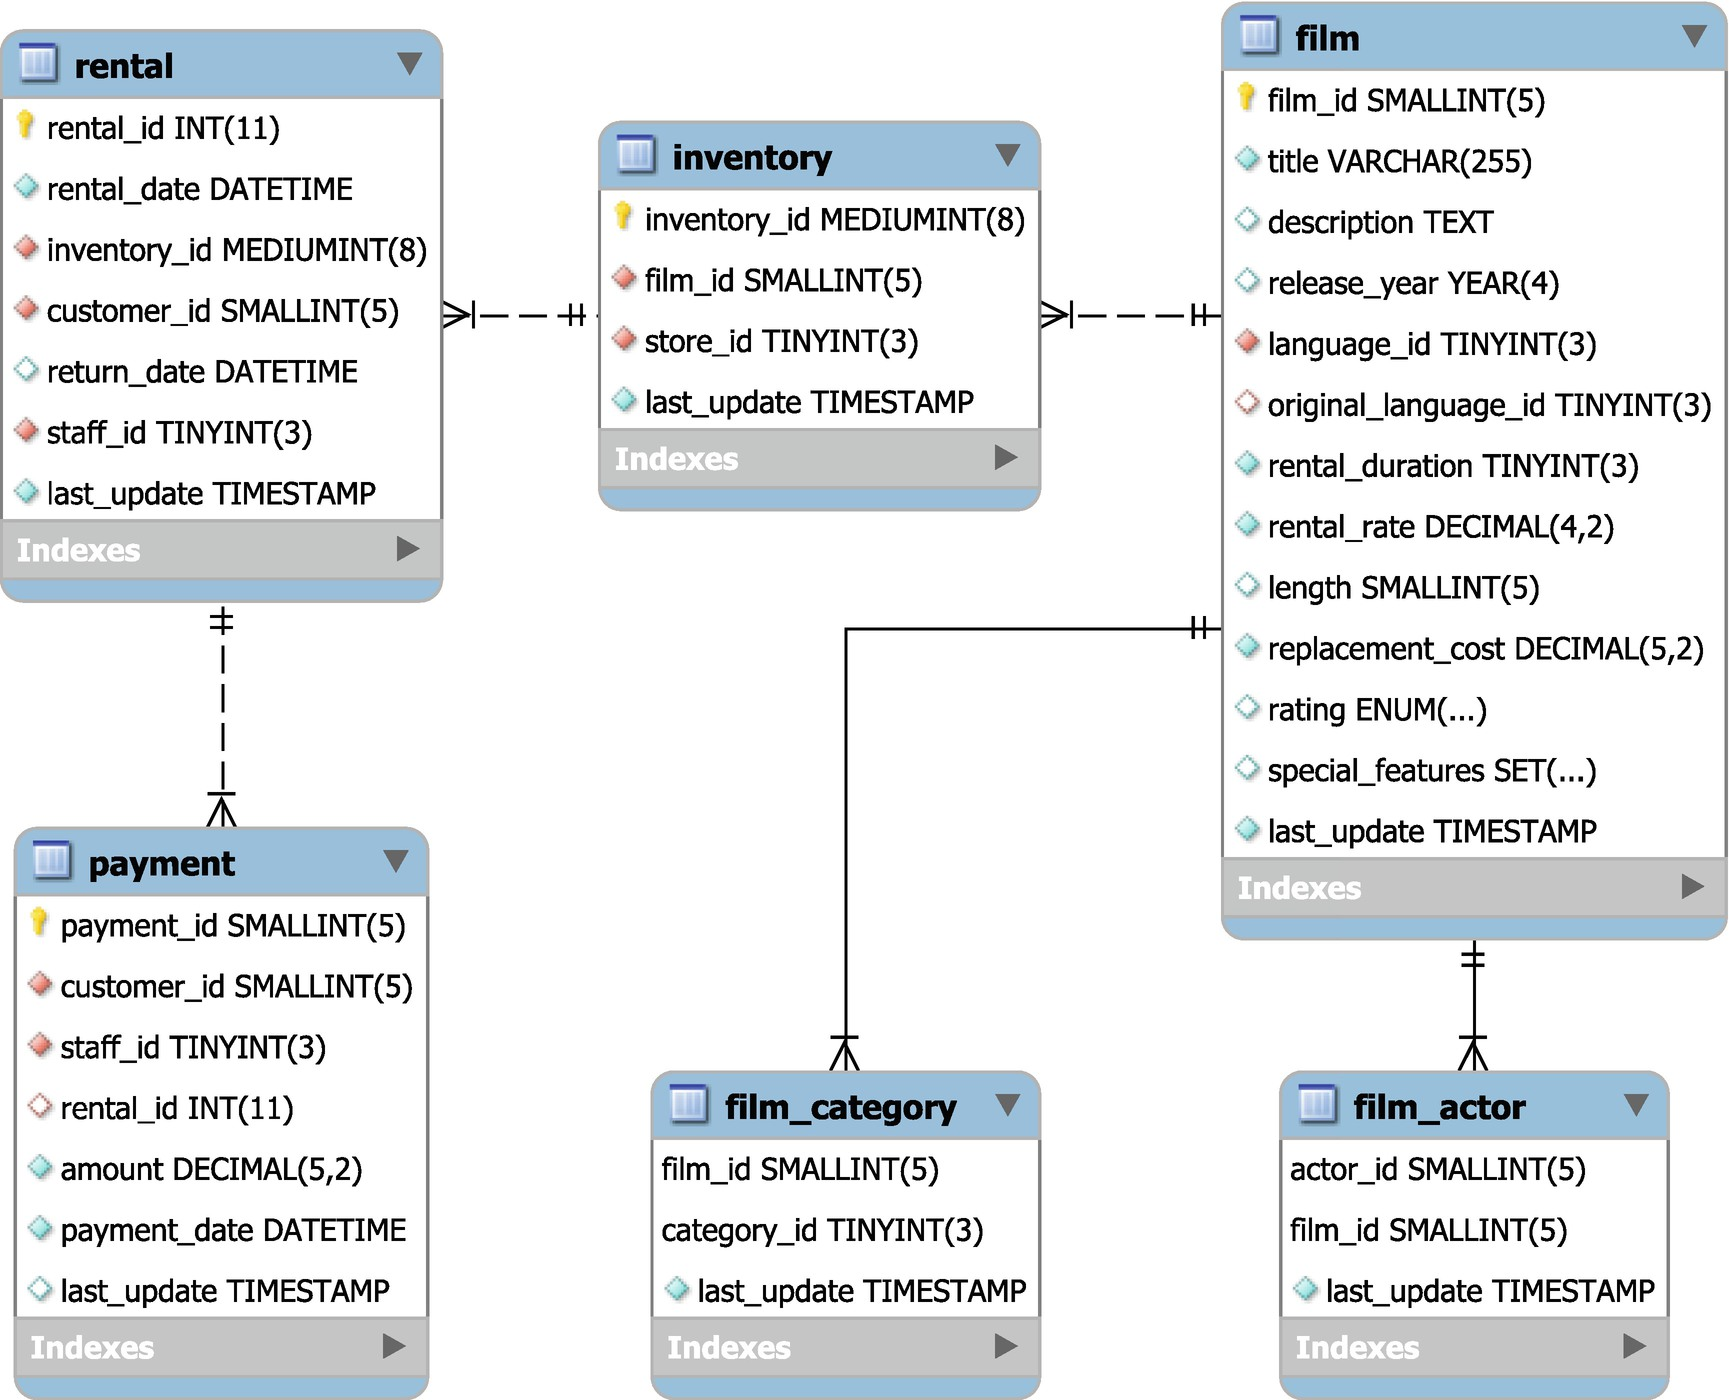 rental
rental_id INT(11)
rental_date DATETIME
inventory_id MEDIUMINT(8)
customer_id SMALLINT(5)
return_date DATETIME
staff_id TINYINT(3)
last_update TIMESTAMP
Indexes
inventory
inventory_id MEDIUMINT(8)
film_id SMALLINT(5)
store_id TINYINT(3)
last_update TIMESTAMP
Indexes
film
film_id SMALLINT(5)
title VARCHAR(255)
description TEXT
release_year YEAR(4)
language_id TINYINT(3)
original_language_id TINYINT(3)
rental_duration TINYINT(3)
rental_rate DECIMAL(4,2)
length SMALLINT(5)
replacement_cost DECIMAL(5,2)
rating ENUM(...)
special_features SET(...)
last_update TIMESTAMP
Indexes
payment
payment_id SMALLINT(5)
customer_id SMALLINT(5)
staff_id TINYINT(3)
rental_id INT(11)
amount DECIMAL(5,2)
payment_date DATETIME
last_update TIMESTAMP
Indexes
film_category
film_id SMALLINT(5)
category_id TINYINT(3)
last_update TIMESTAMP
Indexes
film_actor
actor_id SMALLINT(5)
film_id SMALLINT(5)
last_update TIMESTAMP
Indexes